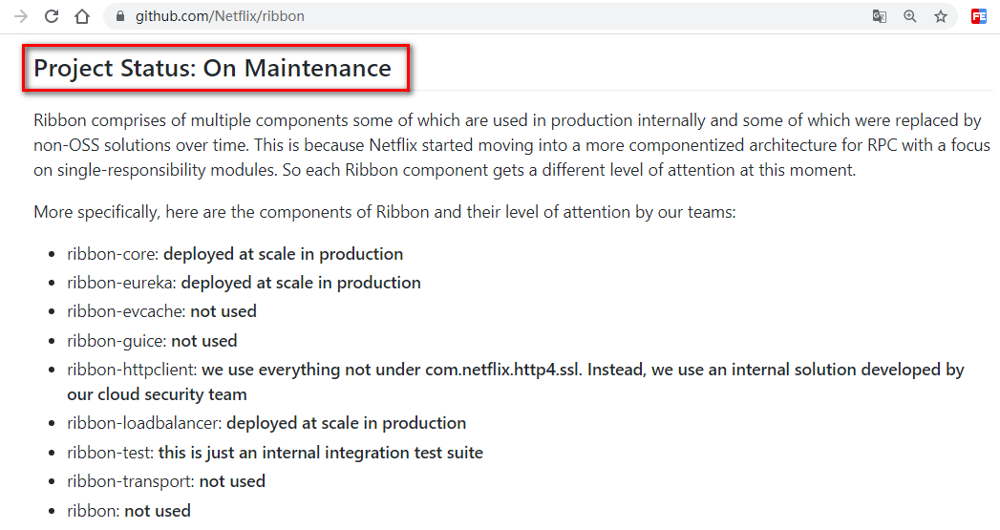 github.com/Netflix/ribbon
Project Status: On Maintenance
Ribbon comprises of multiple components some of which are used in production internally and some of which were replaced by
non-OSS solutions over time. This is because Netflix started moving into a more componentized architecture for RPC with a focus
on single-responsibility modules. So each Ribbon component gets a different level of attention at this moment.
More specifically, here are the components of Ribbon and their level of attention by our teams:
• ribbon-core: deployed at scale in production
• ribbon-eureka: deployed at scale in production
• ribbon-evcache: not used
• ribbon-guice: not used
• ribbon-httpclient: we use everything not under com.netflix.http4.ssl. Instead, we use an internal solution developed by
our cloud security team
• ribbon-loadbalancer: deployed at scale in production
• ribbon-test: this is just an internal integration test suite
• ribbon-transport: not used
• ribbon: not used